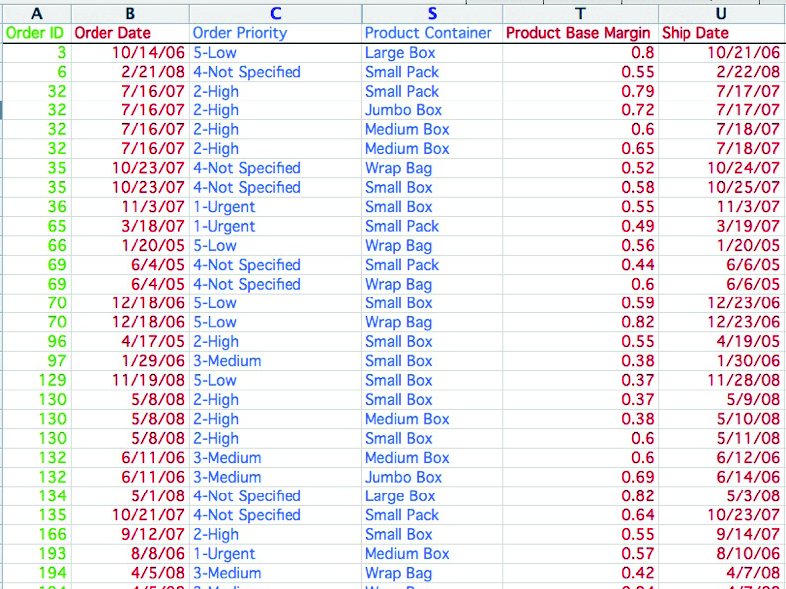 A B C S T U
Order ID Order Date Order Priority Product Container Product Base Margin Ship Date
3 10/14/06 5-Low Large Box 0.8 10/21/06
6 2/21/08 4-Not Specified Small Pack 0.55 2/22/08
32 7/16/07 2-High Small Pack 0.79 7/17/07
32 7/16/07 2-High Jumbo Box 0.72 7/17/07
32 7/16/07 2-High Medium Box 0.6 7/18/07
32 7/16/07 2-High Medium Box 0.65 7/18/07
35 10/23/07 4-Not Specified Wrap Bag 0.52 10/24/07
35 10/23/07 4-Not Specified Small Box 0.58 10/25/07
36 11/3/07 1-Urgent Small Box 0.55 11/3/07
65 3/18/07 1-Urgent Small Pack 0.49 3/19/07
66 1/20/05 5-Low Wrap Bag 0.56 1/20/05
69 6/4/05 4-Not Specified Small Pack 0.44 6/6/05
69 6/4/05 4-Not Specified Wrap Bag 0.6 6/6/05
70 12/18/06 5-Low Small Box 0.59 12/23/06
70 12/18/06 5-Low Wrap Bag 0.82 12/23/06
96 4/17/05 2-High Small Box 0.55 4/19/05
97 1/29/06 3-Medium Small Box 0.38 1/30/06
129 11/19/08 5-Low Small Box 0.37 11/28/08
130 5/8/08 2-High Small Box 0.37 5/9/08
130 5/8/08 2-High Medium Box 0.38 5/10/08
130 5/8/08 2-High Small Box 0.6 5/11/08
132 6/11/06 3-Medium Medium Box 0.6 6/12/06
132 6/11/06 3-Medium Jumbo Box 0.69 6/14/06
134 5/1/08 4-Not Specified Large Box 0.82 5/3/08
135 10/21/07 4-Not Specified Small Pack 0.64 10/23/07
166 9/12/07 2-High Small Box 0.55 9/14/07
193 8/8/06 1-Urgent Medium Box 0.57 8/10/06
194 4/5/08 3-Medium Wrap Bag 0.42 4/7/08